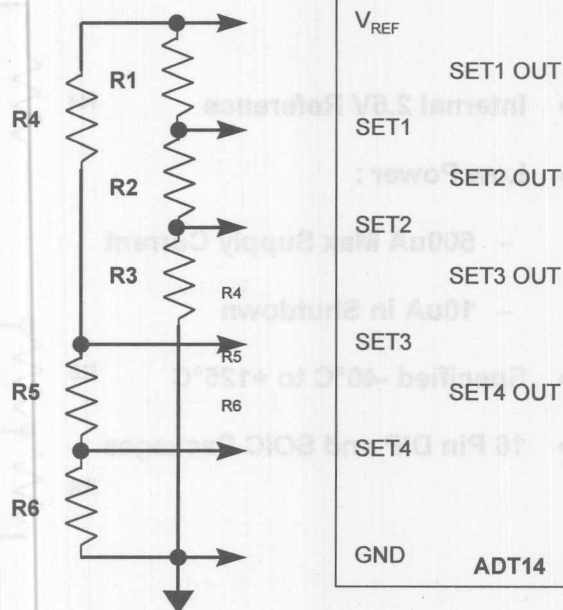 VREF
R1
SET1 OUT
R4
Internal 2.5V Reference
SET1
R2
Power :
SET2 OUT
SET2
Max Supply Current
R3
R4
SET3 OUT
- 10uA in Shutdown
SET3
R5
Specified -40°C to +125°C
R5
R6
SET4 OUT
16 Pin DIP and SOIC Packages
SET4
R6
GND
ADT14